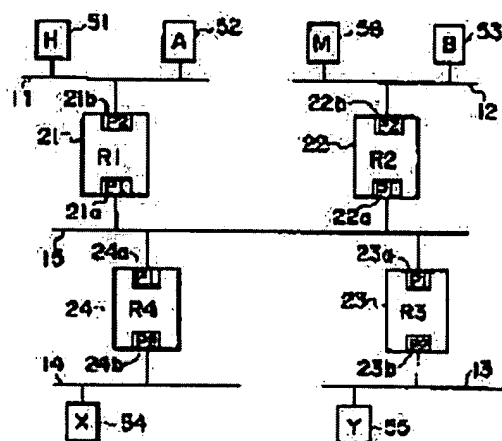 H 51 A 52 M 58 B 53
11 12
21b P2 22b P2
21 R1 22 R2
P1 P1
21a 22a
15
24a P1 23a P1
24 R4 23 R3
P2 P2
24b 23b
14 13
X 54 Y 55